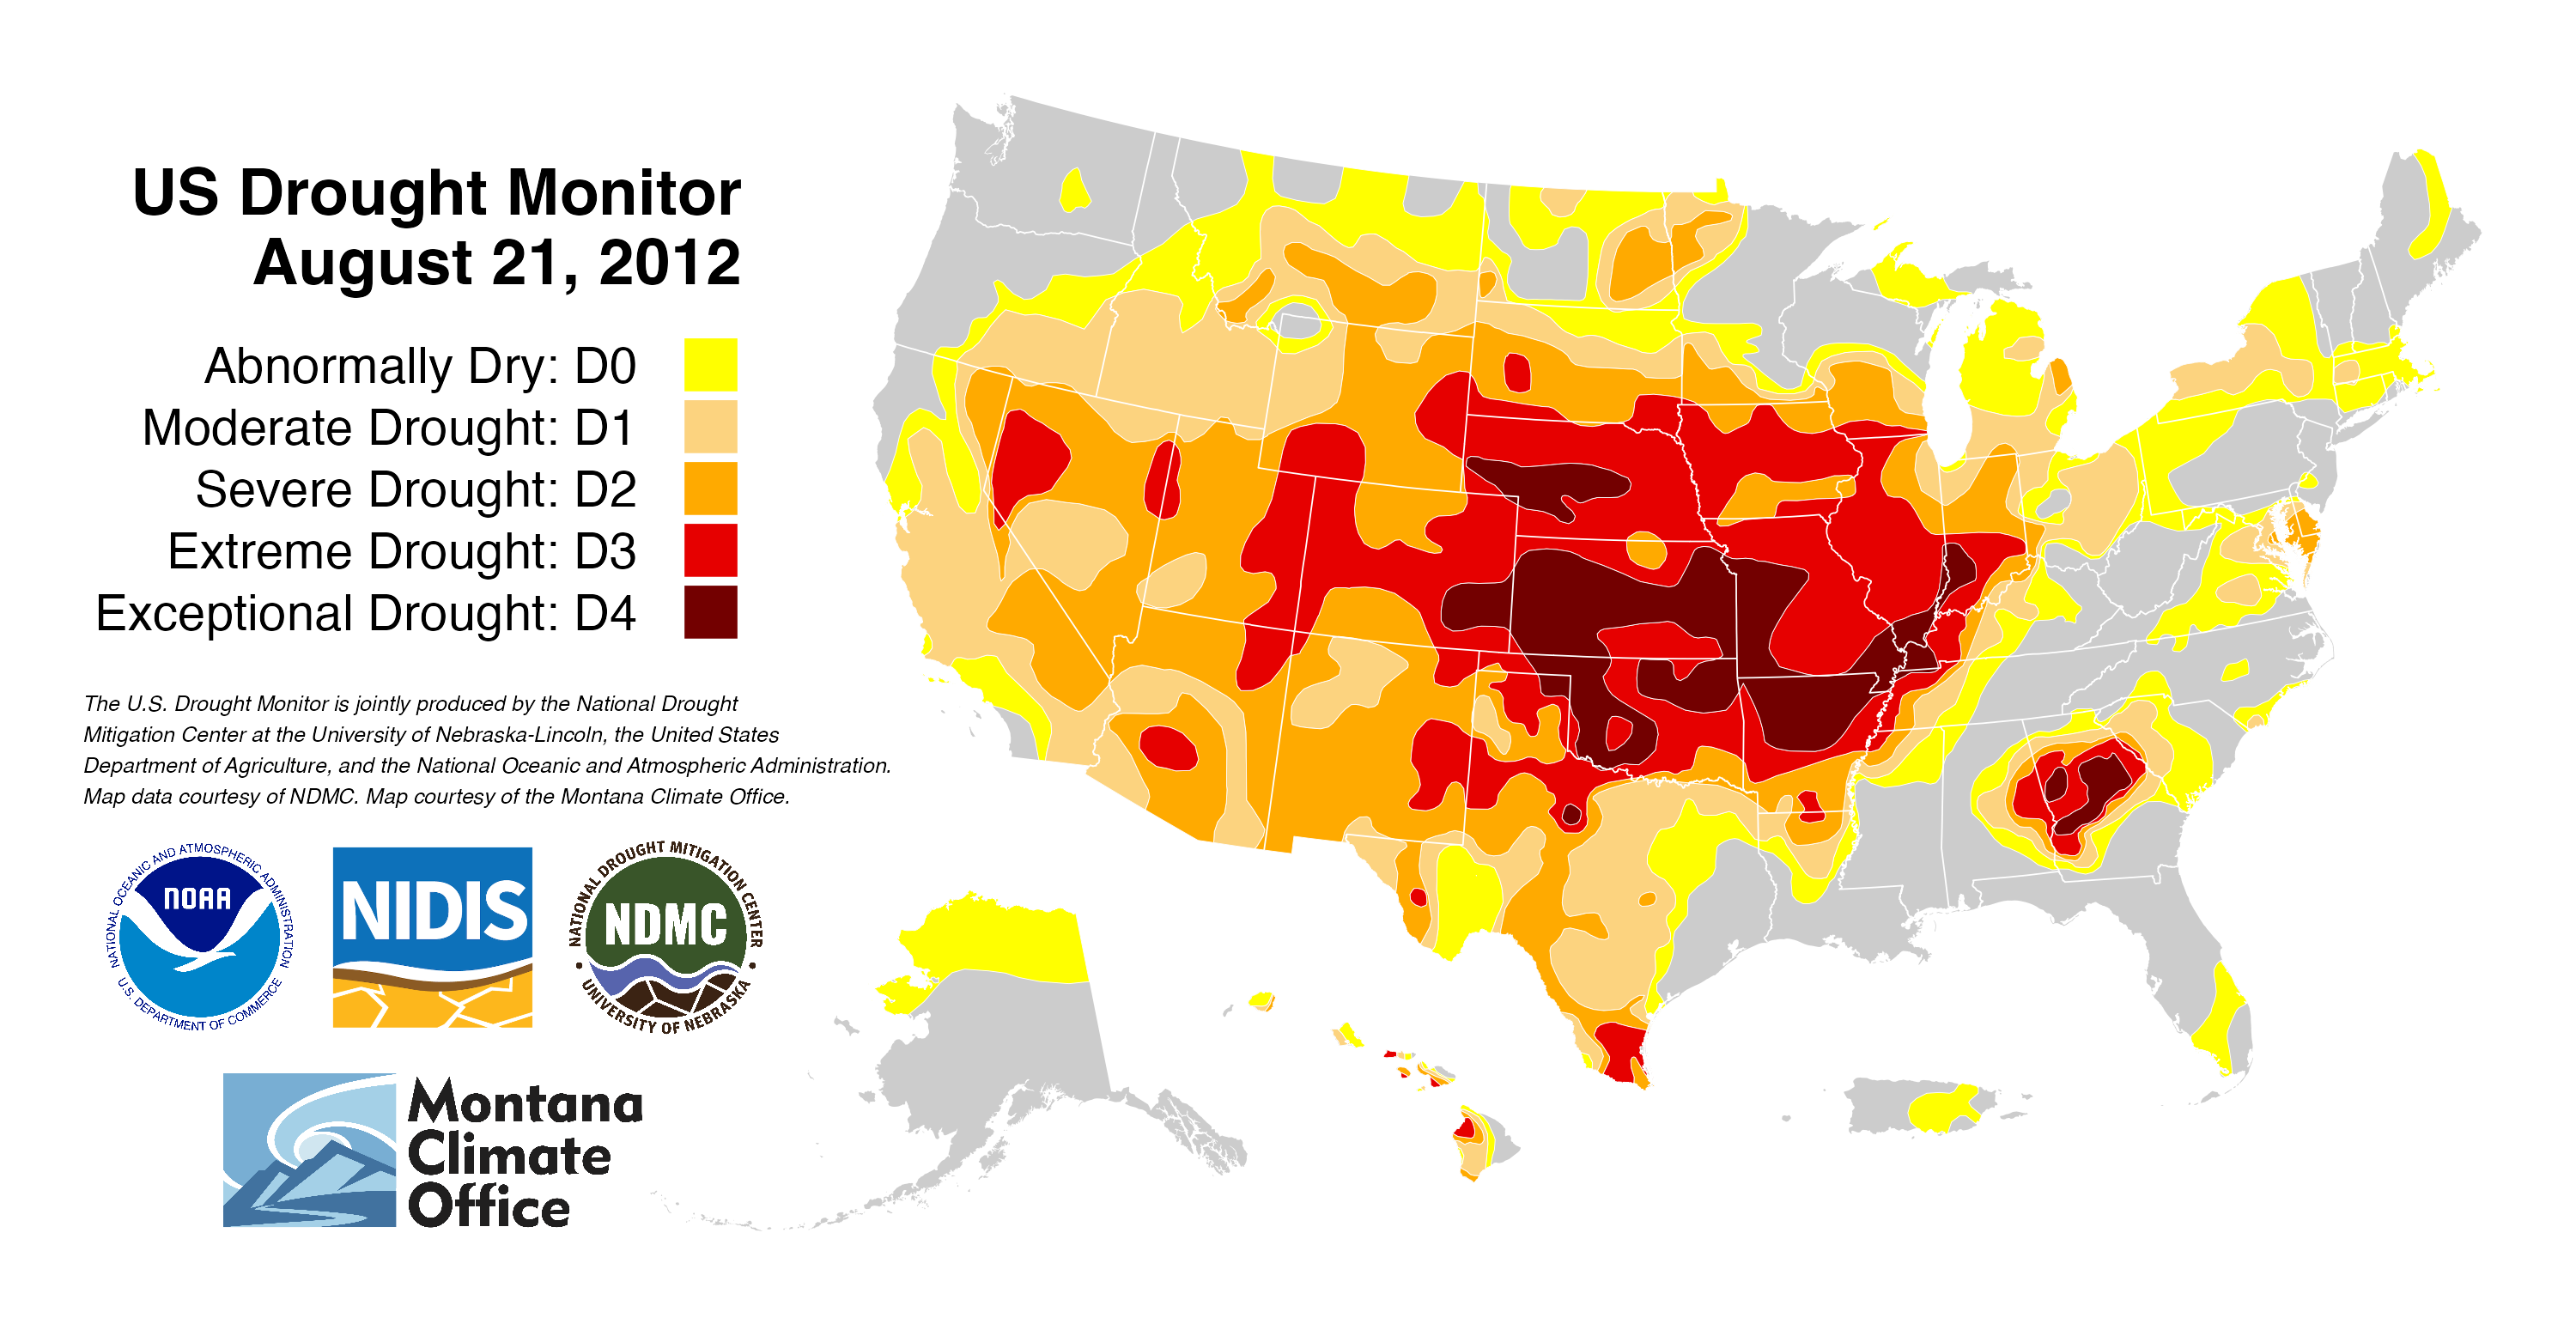 US Drought Monitor
August 21, 2012
Abnormally Dry: D0
Moderate Drought: D1
Severe Drought: D2
Extreme Drought: D3
Exceptional Drought: D4
The U.S. Drought Monitor is jointly produced by the National Drought
Mitigation Center at the University of Nebraska-Lincoln, the United States
Department of Agriculture, and the National Oceanic and Atmospheric Administration.
Map data courtesy of NDMC. Map courtesy of the Montana Climate Office.
NATIONAL OCEANIC AND ATMOSPHERIC ADMINISTRATION
NOAA
U.S. DEPARTMENT OF COMMERCE
NIDIS
NATIONAL DROUGHT MITIGATION CENTER
NDMC
UNIVERSITY OF NEBRASKA
Montana
Climate
Office